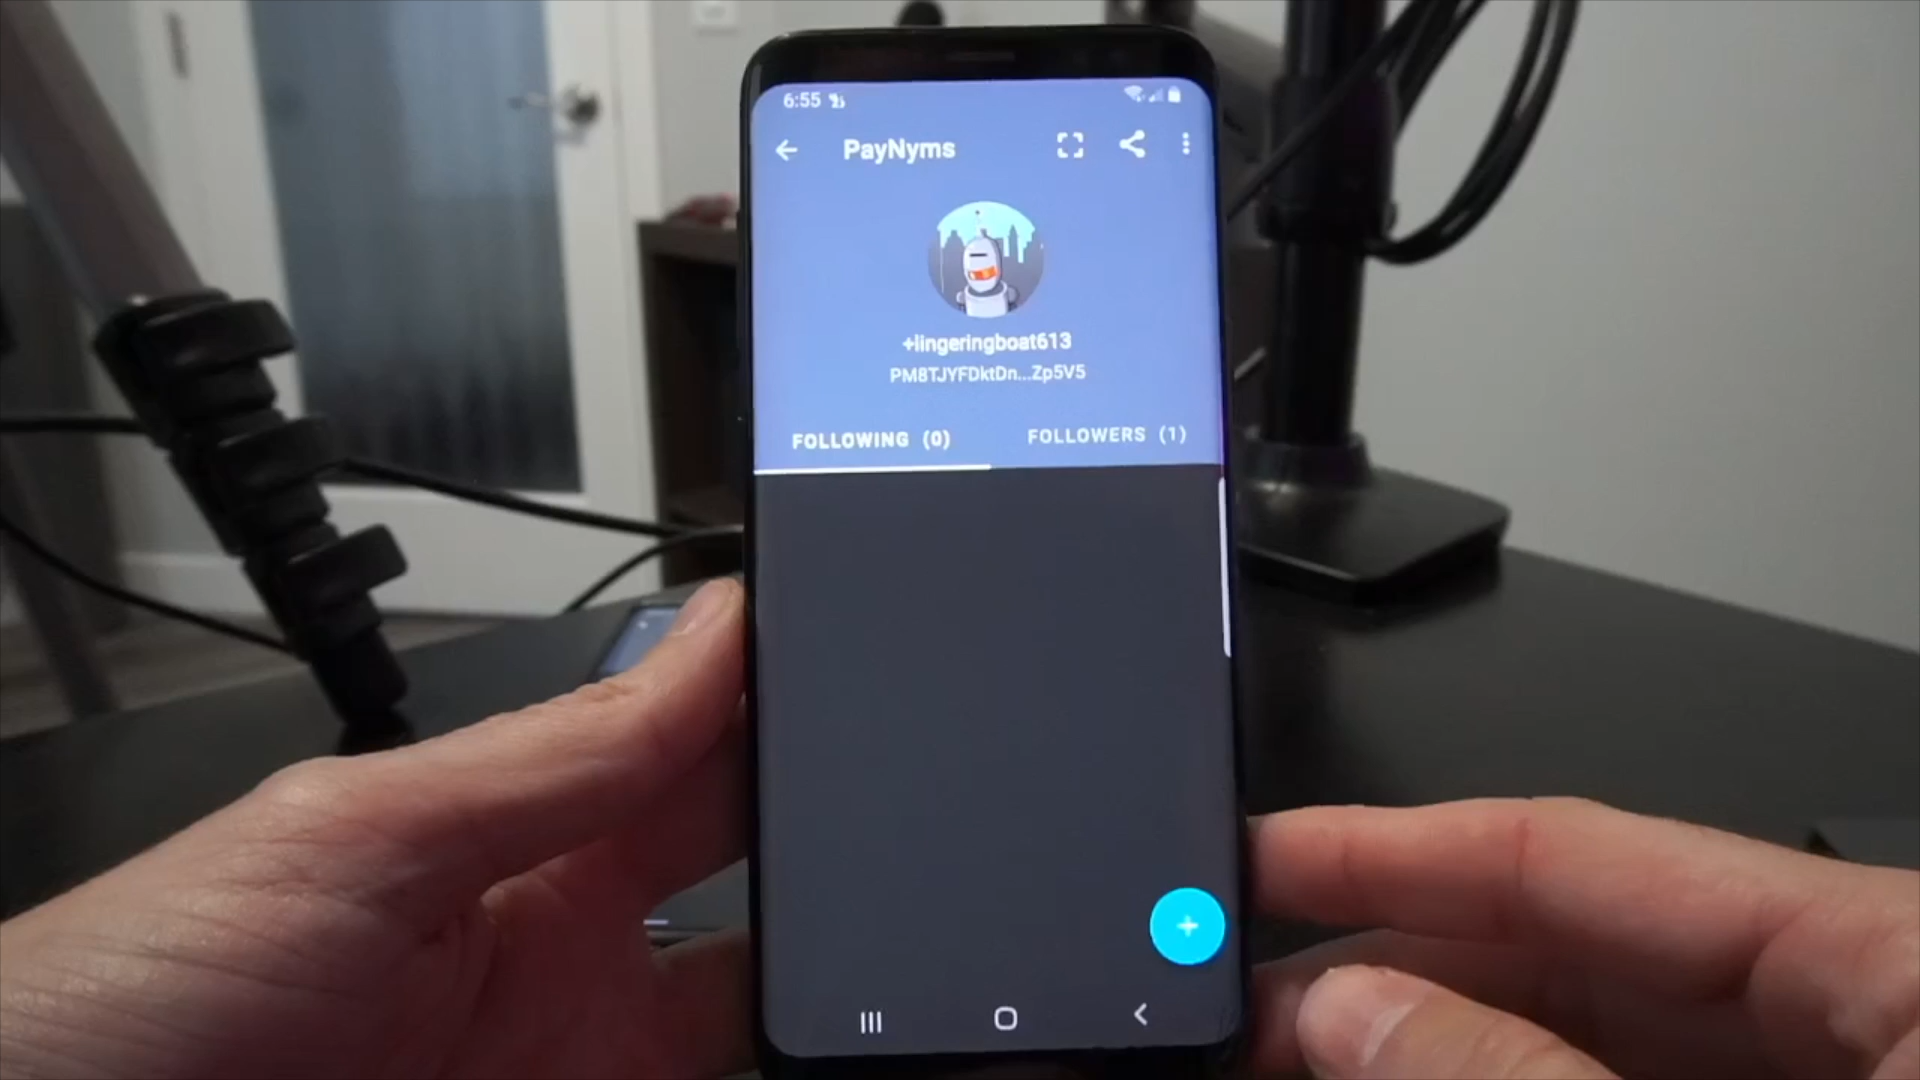 6:55
PayNyms
+lingeringboat613
PM8TJYFDktDn...Zp5V5
FOLLOWING (0)
FOLLOWERS (1)